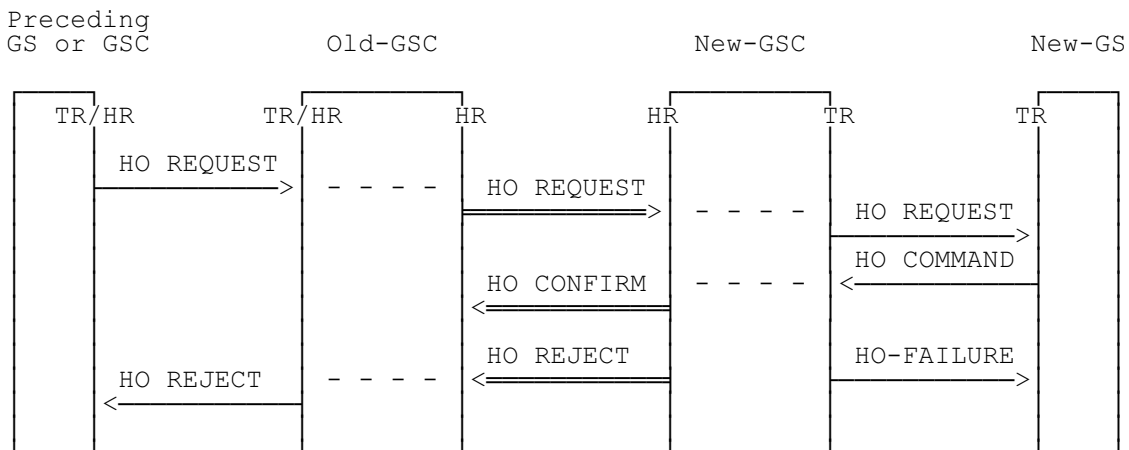 Preceding
GS or GSC Old-GSC New-GSC New-GS
TR/HR TR/HR HR HR TR TR
HO REQUEST
HO REQUEST
HO REQUEST
HO COMMAND
HO CONFIRM
HO REJECT HO-FAILURE
HO REJECT